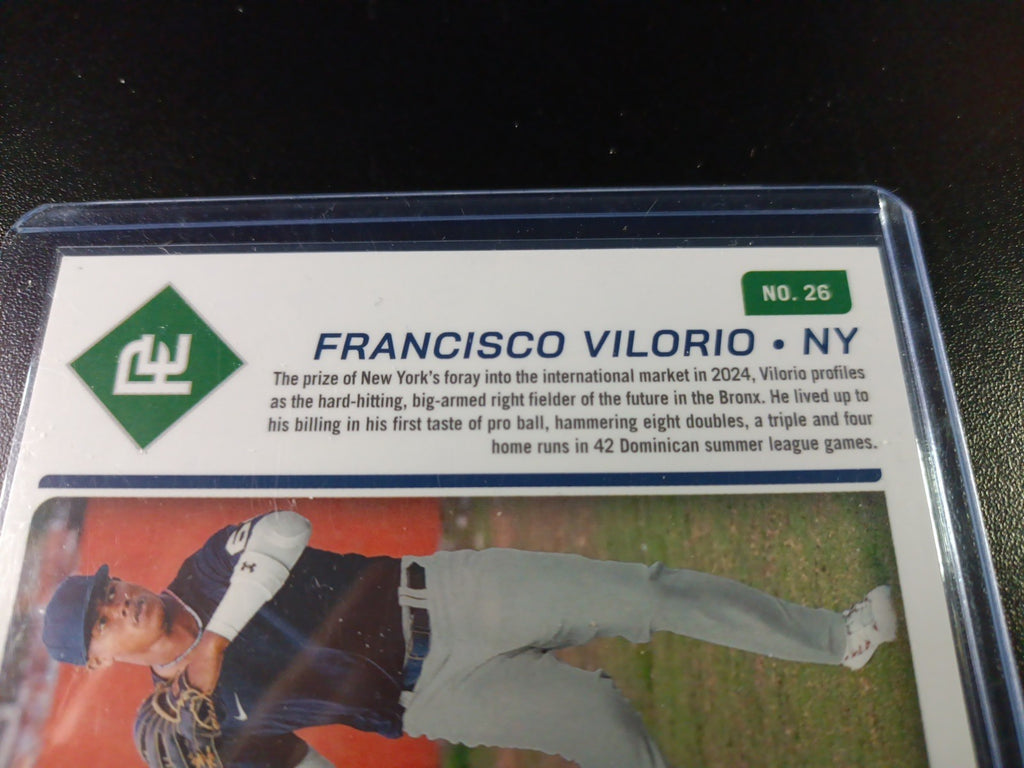 NO. 26
FRANCISCO VILORIO • NY
The prize of New York's foray into the international market in 2024, Vilorio profiles
as the hard-hitting, big-armed right fielder of the future in the Bronx. He lived up to
his billing in his first taste of pro ball, hammering eight doubles, a triple and four
home runs in 42 Dominican summer league games.